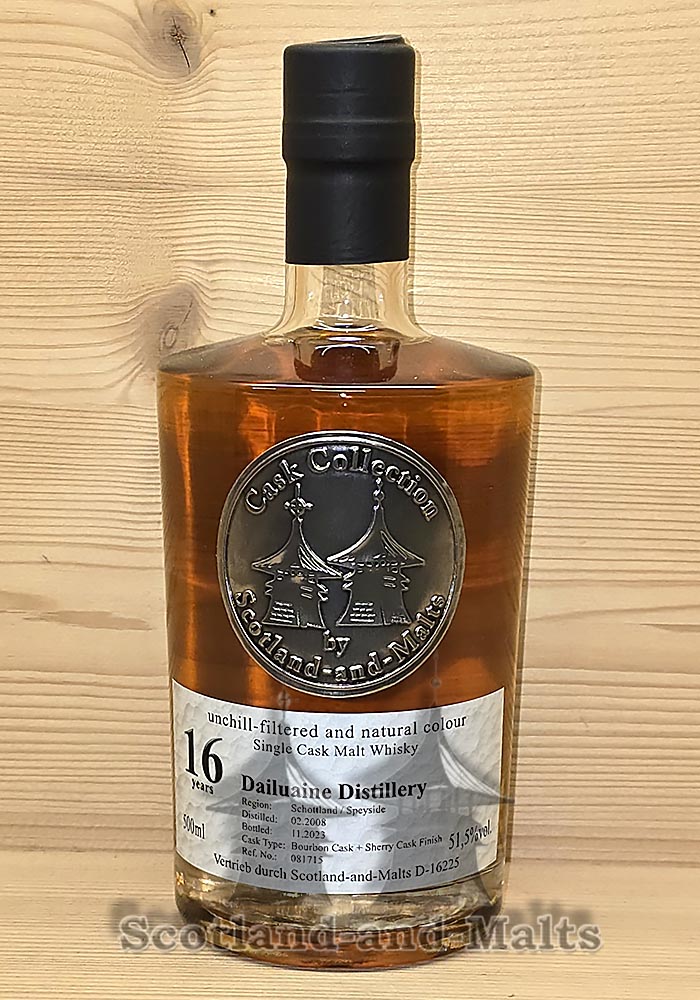 Cask Collection
by
Scotland-and-Malts
unchill-filtered and natural colour
Single Cask Malt Whisky
16
years
Dailuaine Distillery
Region: Schottland / Speyside
Distilled: 02.2008
Bottled: 11.2023
Cask Type: Bourbon Cask + Sherry Cask Finish
Ref. No.: 081715
500ml
51,5%vol.
Vertrieb durch Scotland-and-Malts D-16225
Scotland-and-Malts